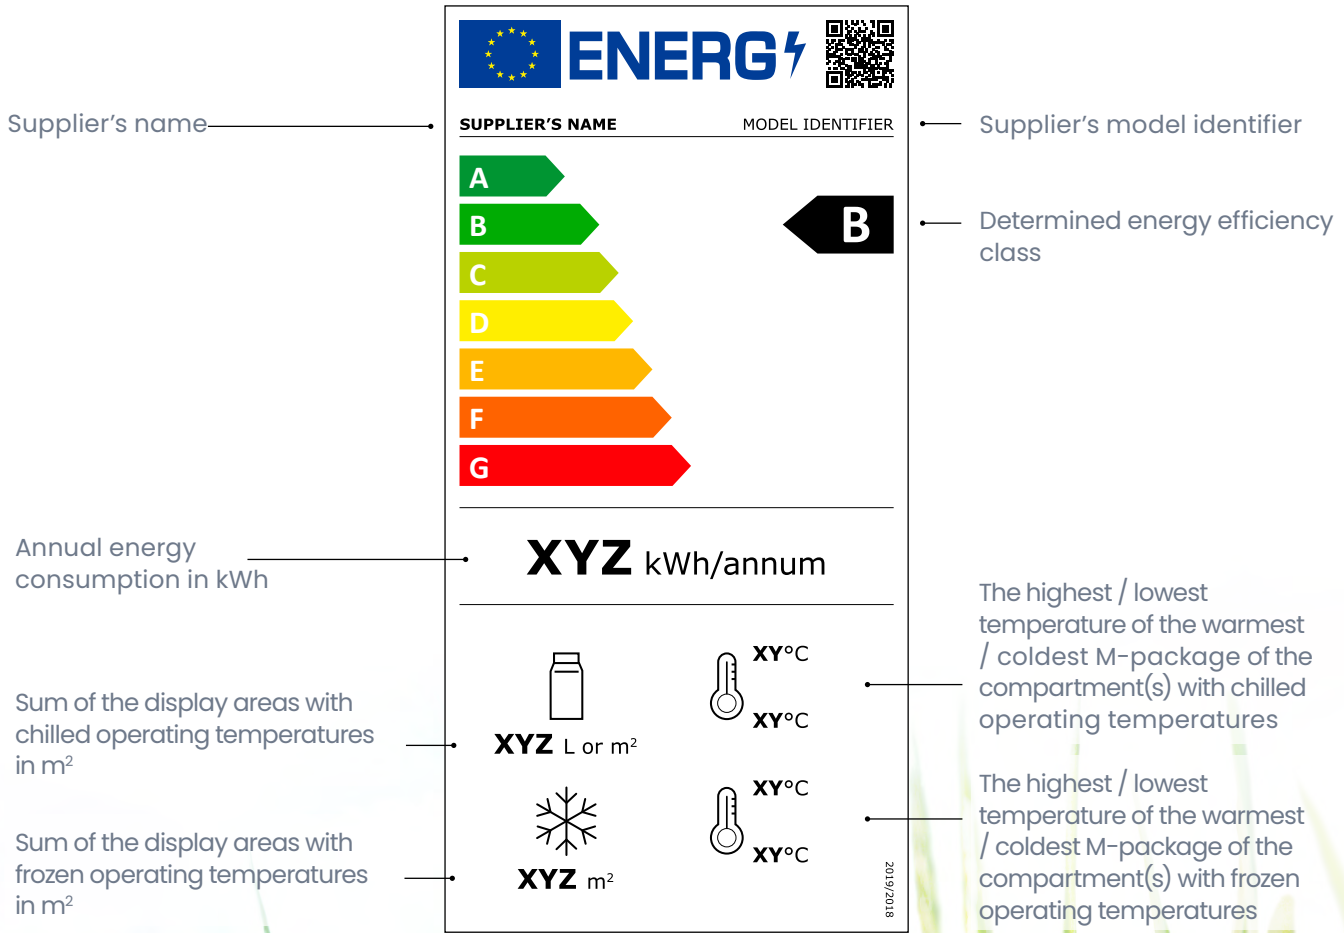 ENERG
Supplier's name
SUPPLIER'S NAME
MODEL IDENTIFIER
Supplier's model identifier
A
B
C
D
E
F
G
B
Determined energy efficiency
class
Annual energy
consumption in kWh
XYZ kWh/annum
Sum of the display areas with
chilled operating temperatures
in m²
XYZ L or m²
XY°C
XY°C
The highest / lowest
temperature of the warmest
/ coldest M-package of the
compartment(s) with chilled
operating temperatures
Sum of the display areas with
frozen operating temperatures
in m²
XYZ m²
XY°C
XY°C
The highest / lowest
temperature of the warmest
/ coldest M-package of the
compartment(s) with frozen
operating temperatures
2019/2018